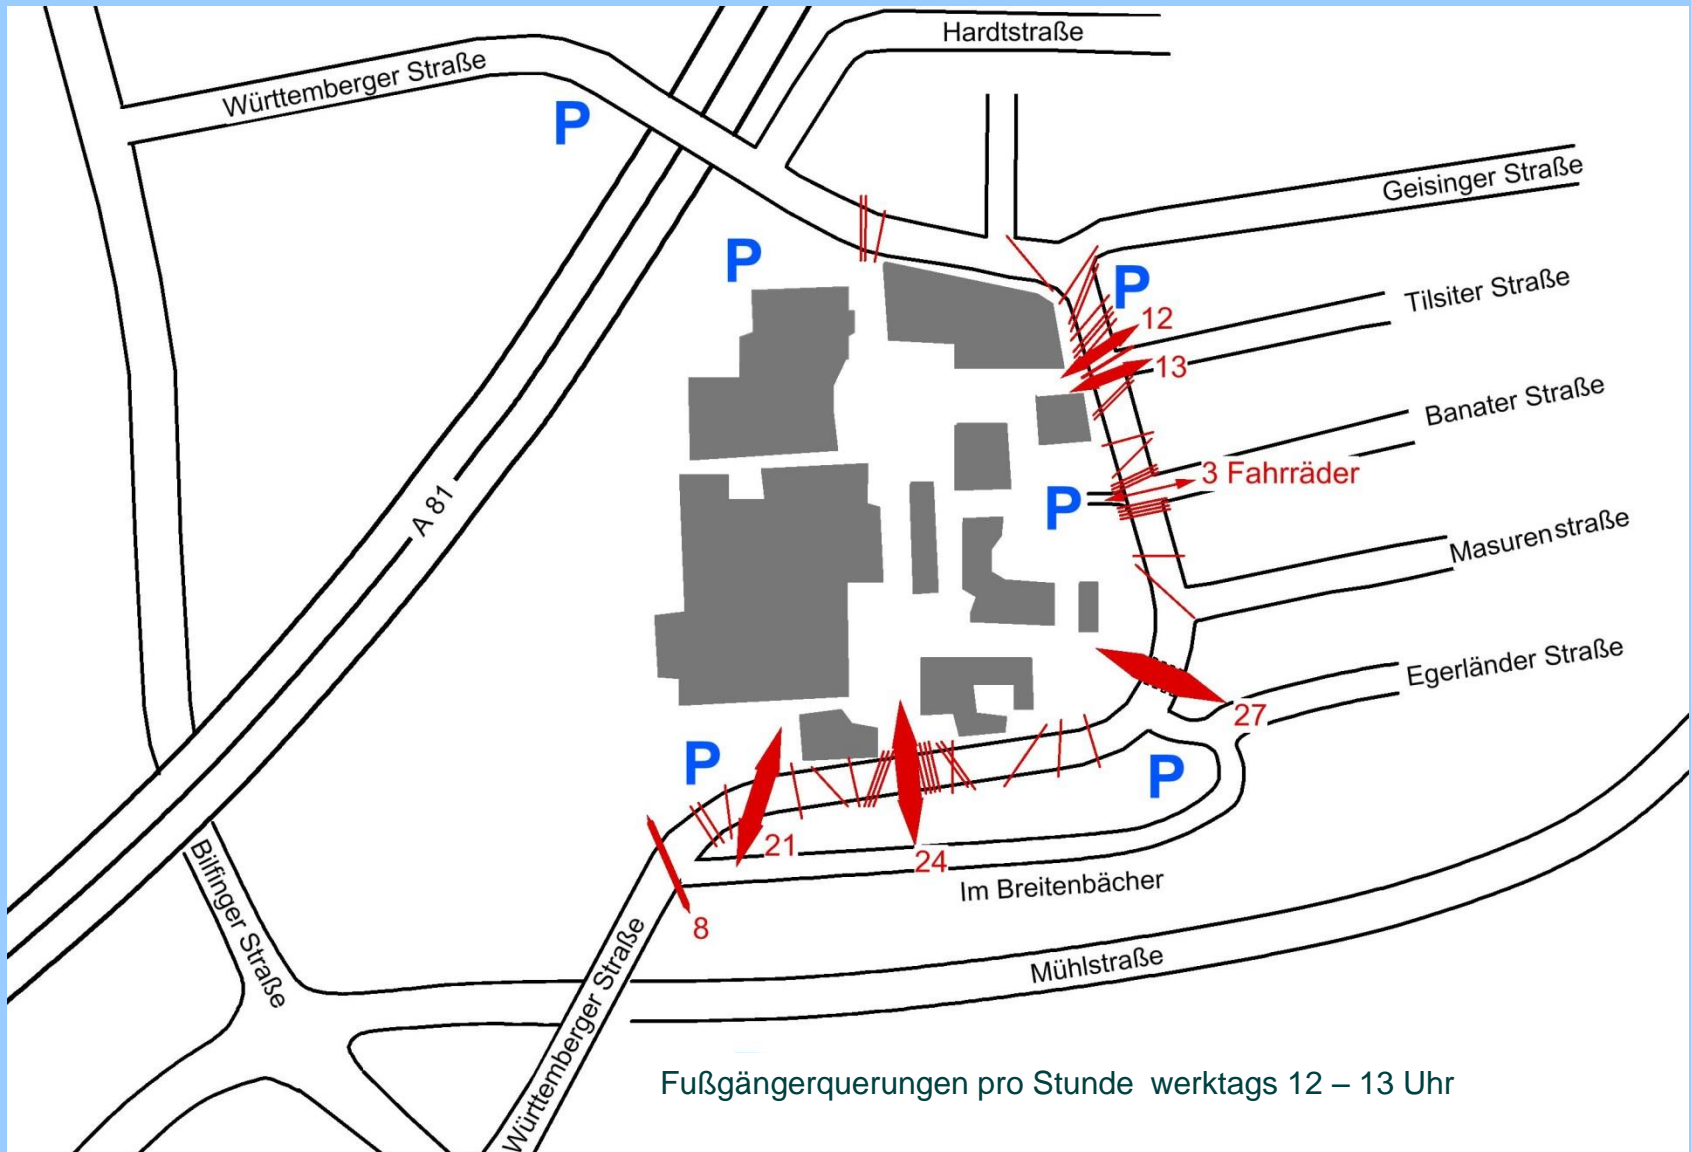 Hardtstraße
Württemberger Straße
P
Geisinger Straße
P
P
Tilsiter Straße
12
13
Banater Straße
3 Fahrräder
P
A 81
Masurenstraße
Egerländer Straße
27
P
P
21
24
Im Breitenbächer
8
Bilfinger Straße
Mühlstraße
Württemberger Straße
Fußgängerquerungen pro Stunde werktags 12 – 13 Uhr